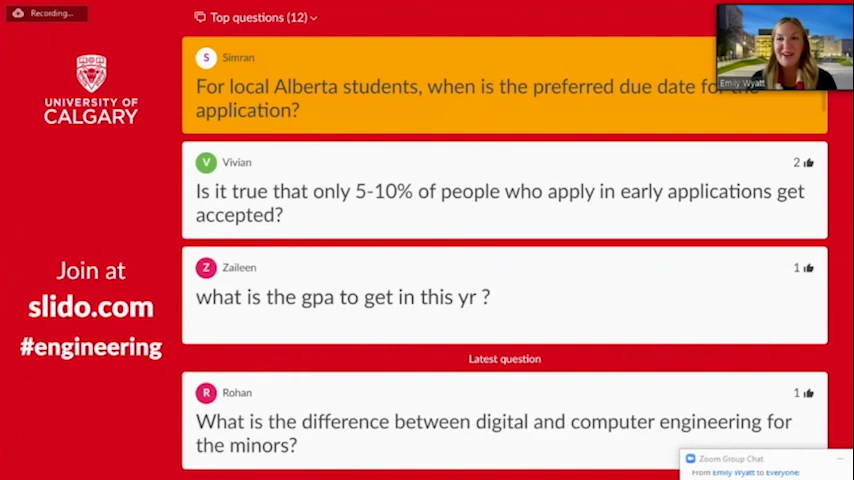 Recording...
Top questions (12)
UNIVERSITY OF
CALGARY
Join at
slido.com
#engineering
S Simran
For local Alberta students, when is the preferred due date for the
application?
Emily Wyatt
V Vivian 2
Is it true that only 5-10% of people who apply in early applications get
accepted?
Z Zaileen 1
what is the gpa to get in this yr ?
Latest question
R Rohan 1
What is the difference between digital and computer engineering for
the minors?
Zoom Group Chat
From Emily Wyatt to Everyone: